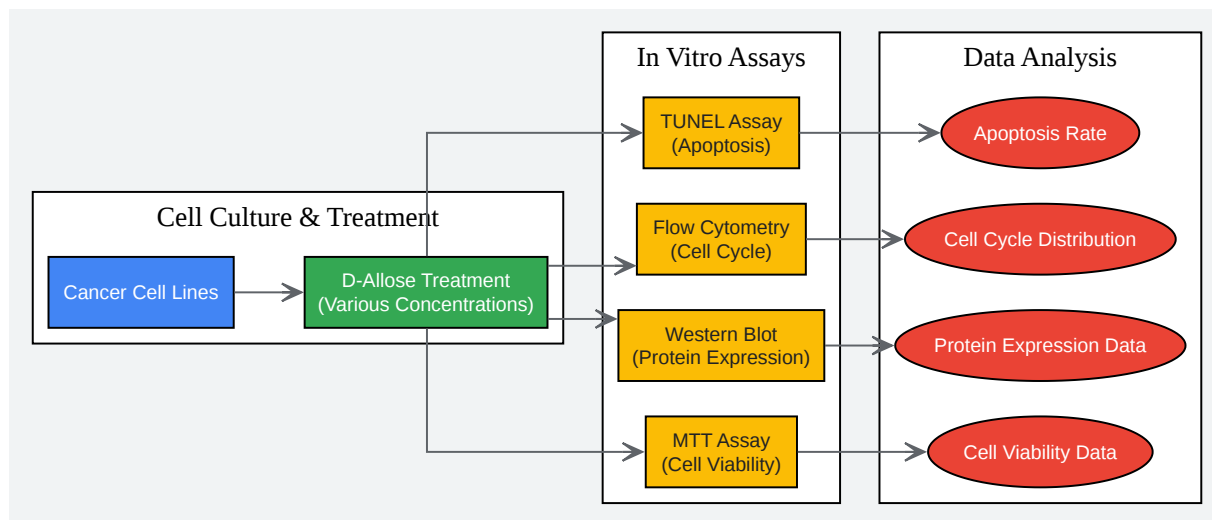 Cell Culture & Treatment
Cancer Cell Lines
D-Allose Treatment
(Various Concentrations)
In Vitro Assays
TUNEL Assay
(Apoptosis)
Flow Cytometry
(Cell Cycle)
Western Blot
(Protein Expression)
MTT Assay
(Cell Viability)
Data Analysis
Apoptosis Rate
Cell Cycle Distribution
Protein Expression Data
Cell Viability Data